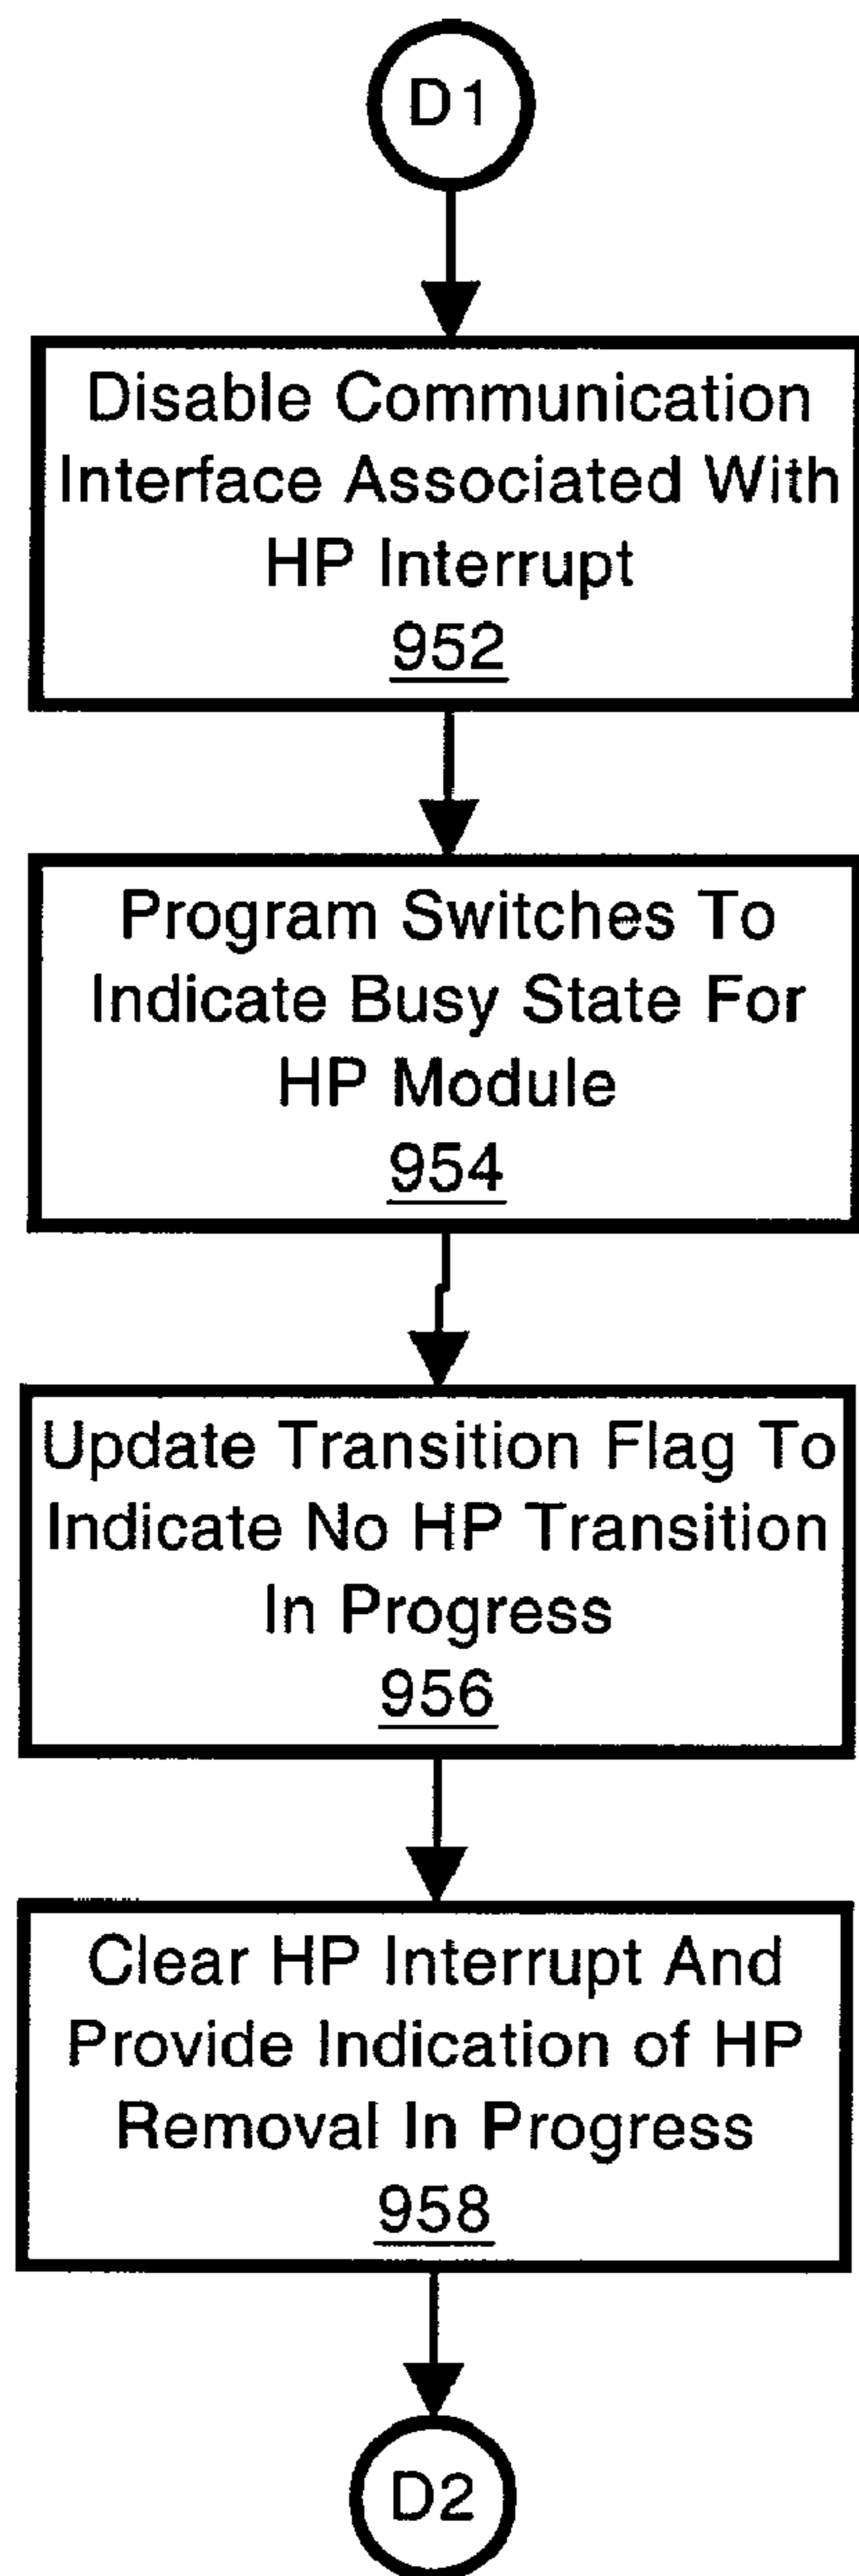 D1
Disable Communication
Interface Associated With
HP Interrupt
952
Program Switches To
Indicate Busy State For
HP Module
954
Update Transition Flag To
Indicate No HP Transition
In Progress
956
Clear HP Interrupt And
Provide Indication of HP
Removal In Progress
958
D2